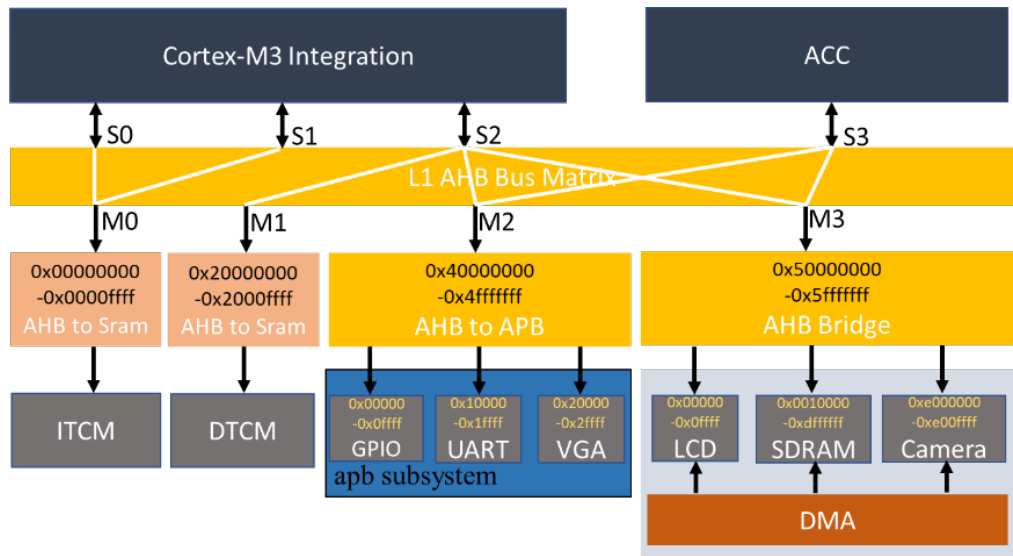 Cortex-M3 Integration
ACC
S0
S1
S2
S3
L1 AHB Bus Matrix
M0
M1
M2
M3
0x00000000
-0x0000ffff
AHB to Sram
0x20000000
-0x2000ffff
AHB to Sram
0x40000000
-0x4fffffff
AHB to APB
0x50000000
-0x5fffffff
AHB Bridge
ITCM
DTCM
0x00000
-0x0ffff
GPIO
0x10000
-0x1ffff
UART
0x20000
-0x2ffff
VGA
apb subsystem
0x00000
-0x0ffff
LCD
0x0010000
-0xdffffff
SDRAM
0xe000000
-0xe00ffff
Camera
DMA